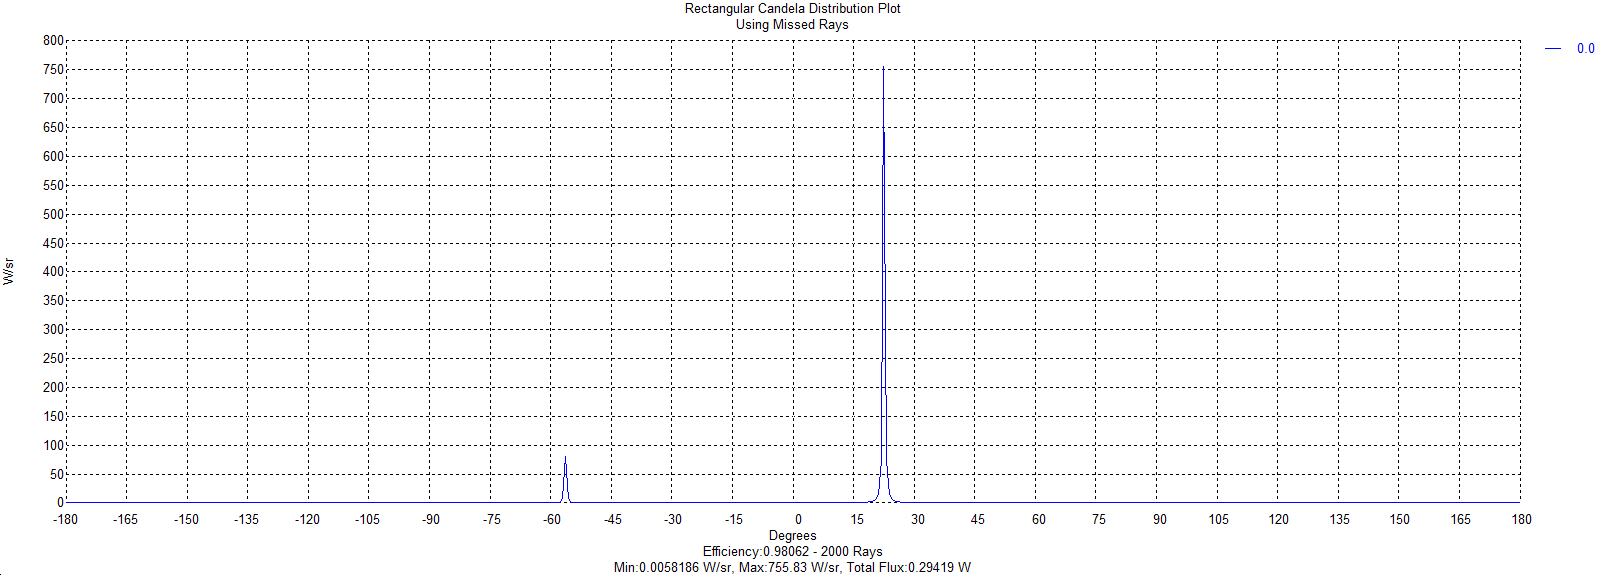 Rectangular Candela Distribution Plot
Using Missed Rays
800
750
700
650
600
550
500
450
400
350
300
250
200
150
100
50
0
W/sr
0.0
-180 -165 -150 -135 -120 -105 -90 -75 -60 -45 -30 -15 0 15 30 45 60 75 90 105 120 135 150 165 180
Degrees
Efficiency:0.98062 - 2000 Rays
Min:0.0058186 W/sr, Max:755.83 W/sr, Total Flux:0.29419 W